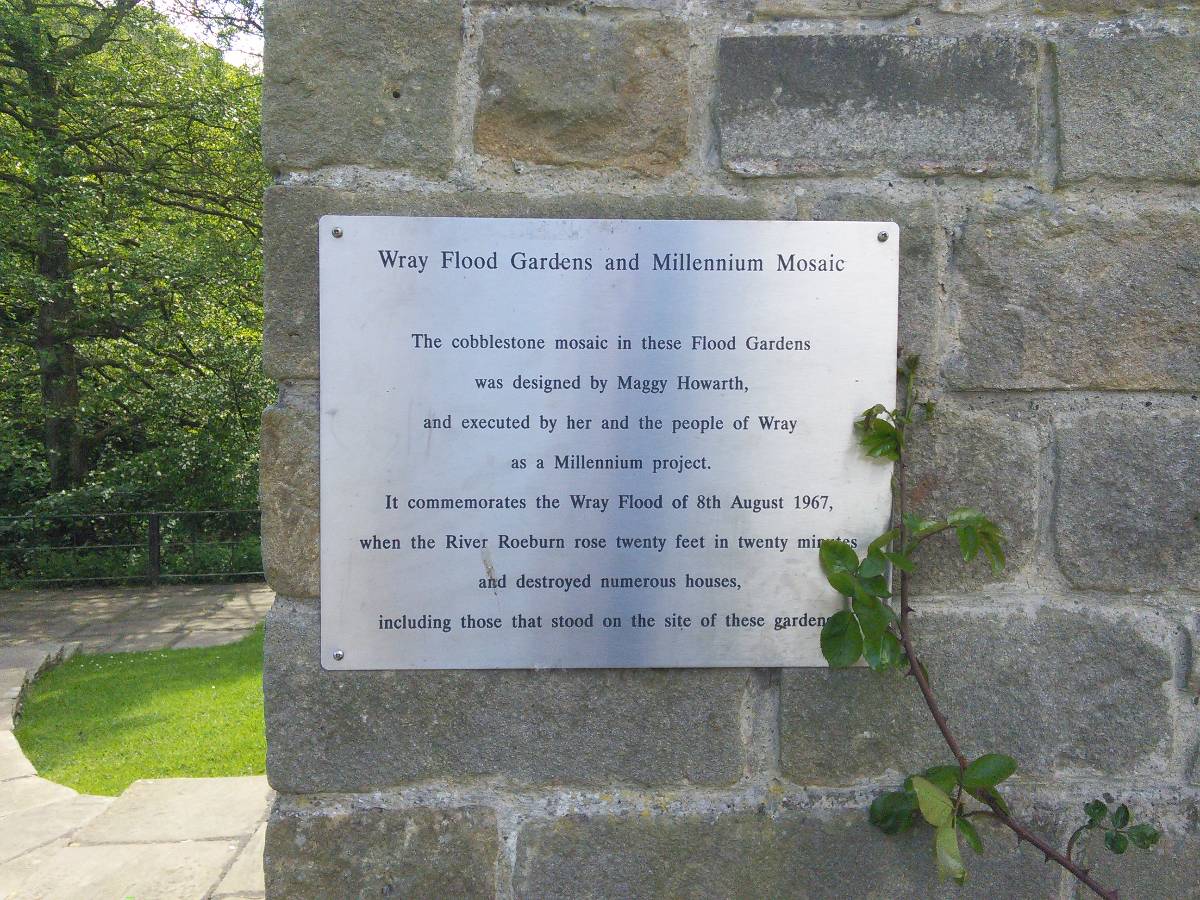 Wray Flood Gardens and Millennium Mosaic
The cobblestone mosaic in these Flood Gardens
was designed by Maggy Howarth,
and executed by her and the people of Wray
as a Millennium project.
It commemorates the Wray Flood of 8th August 1967,
when the River Roeburn rose twenty feet in twenty minutes
and destroyed numerous houses,
including those that stood on the site of these gardens